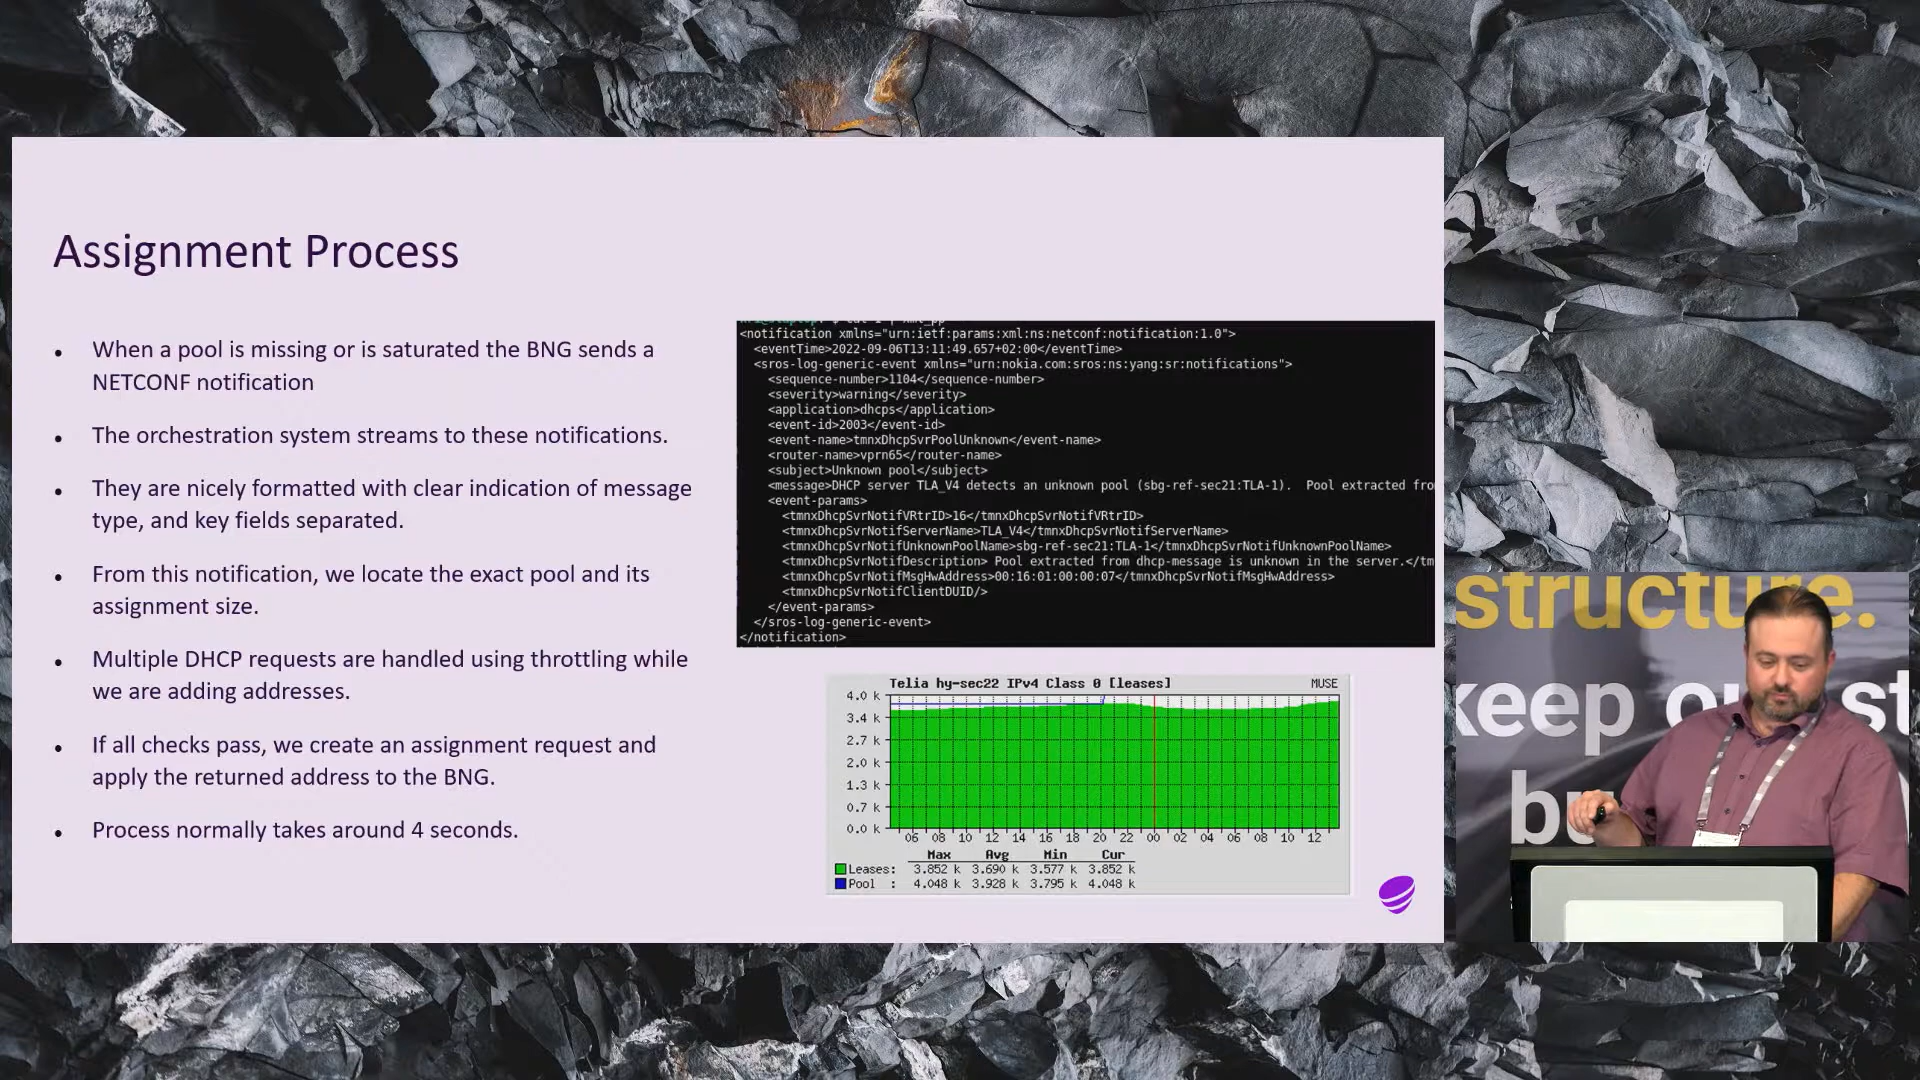 Assignment Process
When a pool is missing or is saturated the BNG sends a
NETCONF notification
The orchestration system streams to these notifications.
They are nicely formatted with clear indication of message
type, and key fields separated.
From this notification, we locate the exact pool and its
assignment size.
Multiple DHCP requests are handled using throttling while
we are adding addresses.
If all checks pass, we create an assignment request and
apply the returned address to the BNG.
Process normally takes around 4 seconds.
<notification xmlns="urn:ietf:params:xml:ns:netconf:notification:1.0">
<eventTime>2022-09-06T13:11:49.657+02:00</eventTime>
<sros-log-generic-event xmlns="urn:nokia.com:sros:ns:yang:sr:notifications">
<sequence-number>1104</sequence-number>
<severity>warning</severity>
<application>dhcps</application>
<event-id>2003</event-id>
<event-name>tmnxDhcpSvrPoolUnknown</event-name>
<router-name>vprn65</router-name>
<subject>Unknown pool</subject>
<message>DHCP server TLA_V4 detects an unknown pool (sbg-ref-sec21:TLA-1).  Pool extracted fro
<event-params>
<tmnxDhcpSvrNotifVRtrID>16</tmnxDhcpSvrNotifVRtrID>
<tmnxDhcpSvrNotifServerName>TLA_V4</tmnxDhcpSvrNotifServerName>
<tmnxDhcpSvrNotifUnknownPoolName>sbg-ref-sec21:TLA-1</tmnxDhcpSvrNotifUnknownPoolName>
<tmnxDhcpSvrNotifDescription> Pool extracted from dhcp-message is unknown in the server.</tm
<tmnxDhcpSvrNotifMsgHwAddress>00:16:01:00:00:07</tmnxDhcpSvrNotifMsgHwAddress>
<tmnxDhcpSvrNotifClientDUID/>
</event-params>
</sros-log-generic-event>
</notification>
Telia hy-sec22 IPv4 Class 0 [leases] MUSE
4.0 k
3.4 k
2.7 k
2.0 k
1.3 k
0.7 k
0.0 k
06 08 10 12 14 16 18 20 22 00 02 04 06 08 10 12
Max Avg Min Cur
Leases: 3.852 k 3.690 k 3.577 k 3.852 k
Pool : 4.048 k 3.928 k 3.795 k 4.048 k
structure.
keep ou st
bu